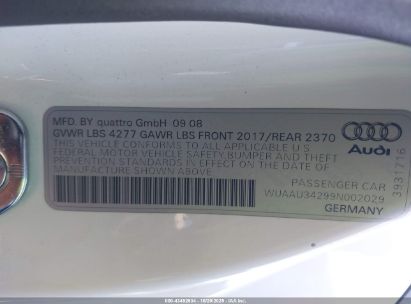 MFD. BY quattro GmbH 09.08
GVWR LBS 4277 GAWR LBS FRONT 2017/REAR 2370
THIS VEHICLE CONFORMS TO ALL APPLICABLE U S
FEDERAL MOTOR VEHICLE SAFETY BUMPER AND THEFT
PREVENTION STANDARDS IN EFFECT ON THE DATE OF
MANUFACTURE SHOWN ABOVE
Audi
PASSENGER CAR
WUAAU34299N002029
GERMANY
3931716